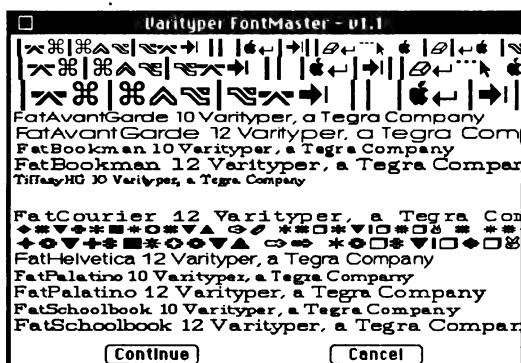 Varityper FontMaster - v1.1
FatAvantGarde 10 Varityper, a Tegra Company
FatAvantGarde 12 Varityper, a Tegra Com
FatBookman 10 Varityper, a Tegra Company
FatBookman 12 Varityper, a Tegra Compar
TiffanyHG 10 Varityper, a Tegra Company
FatCourier 12 Varityper, a Tegra Con
FatHelvetica 12 Varityper, a Tegra Company
FatPalatino 10 Varityper, a Tegra Company
FatPalatino 12 Varityper, a Tegra Company
FatSchoolbook 10 Varityper, a Tegra Company
FatSchoolbook 12 Varityper, a Tegra Compar
Continue
Cancel